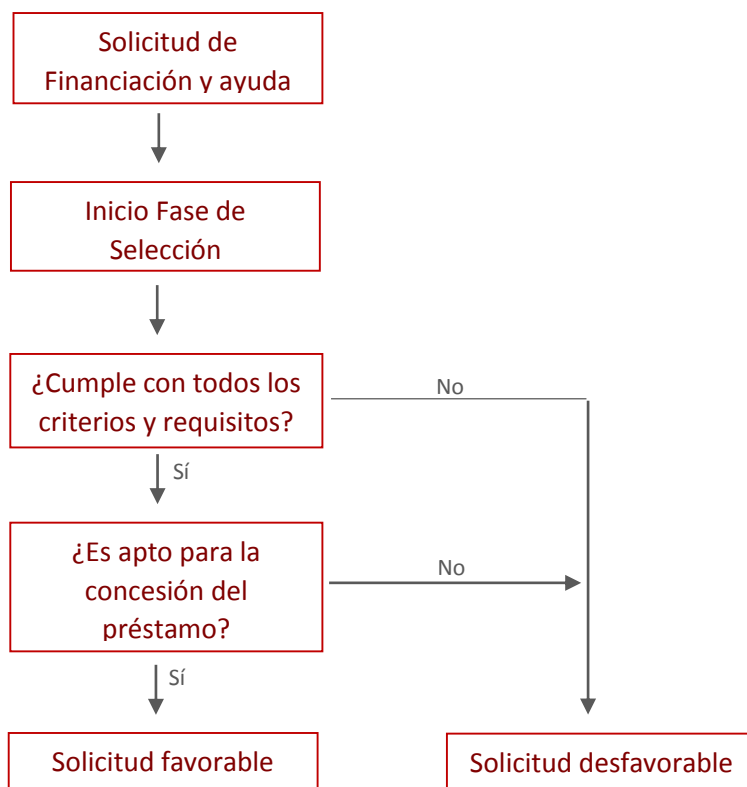 Solicitud de
Financiación y ayuda
Inicio Fase de
Selección
¿Cumple con todos los
criterios y requisitos?
No
Sí
¿Es apto para la
concesión del
préstamo?
No
Sí
Solicitud favorable
Solicitud desfavorable